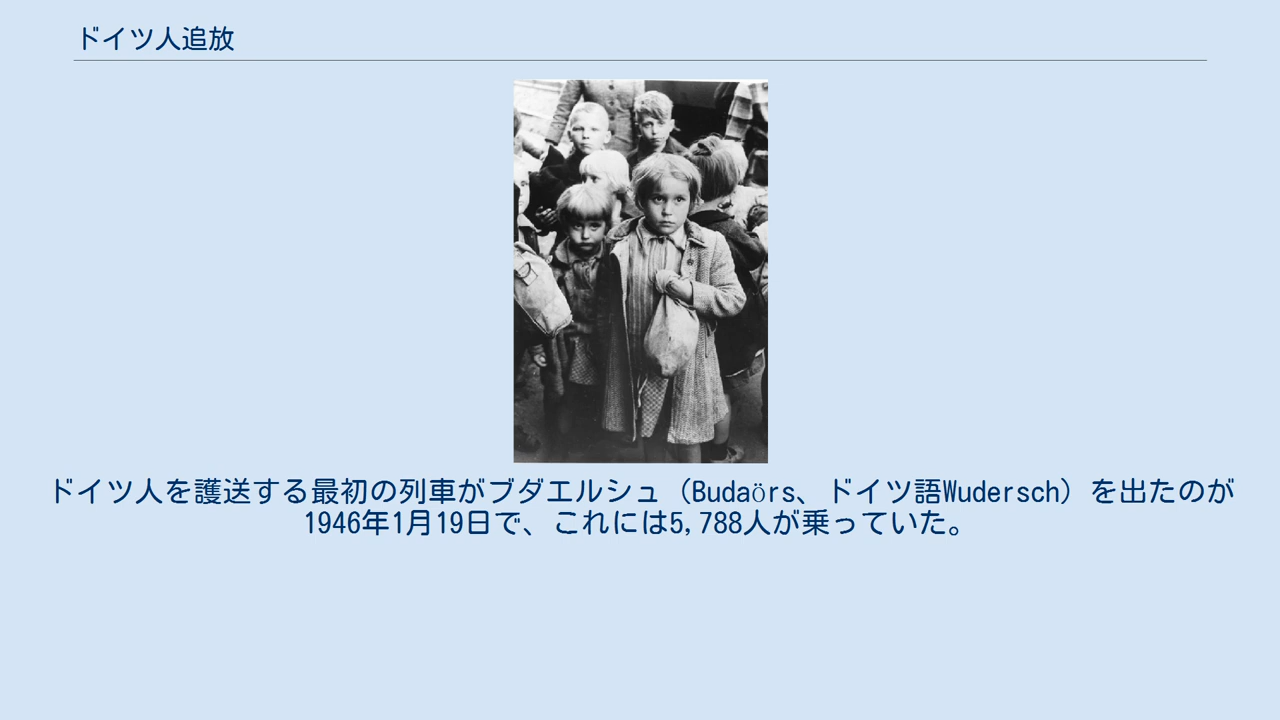 ドイツ人追放
ドイツ人を護送する最初の列車がブダエルシュ（Budaörs、ドイツ語Wudersch）を出たのが
1946年1月19日で、これには5,788人が乗っていた。